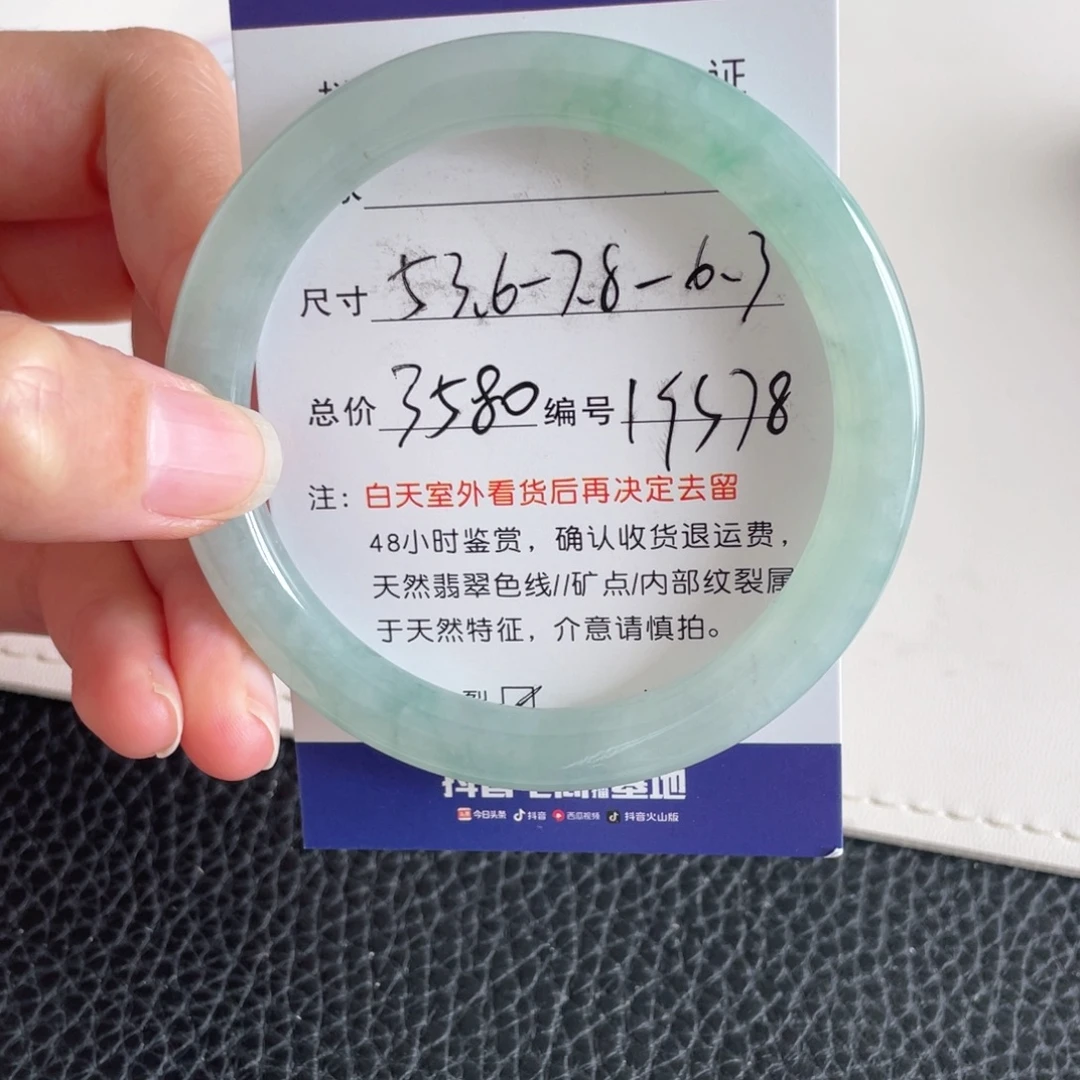 证
尺寸 53.6-7.8-6.3
总价 3580 编号 19578
注：白天室外看货后再决定去留
48小时鉴赏，确认收货退运费，
天然翡翠色线//矿点/内部纹裂属
于天然特征，介意请慎拍。
今日头条 抖音 西瓜视频 抖音火山版